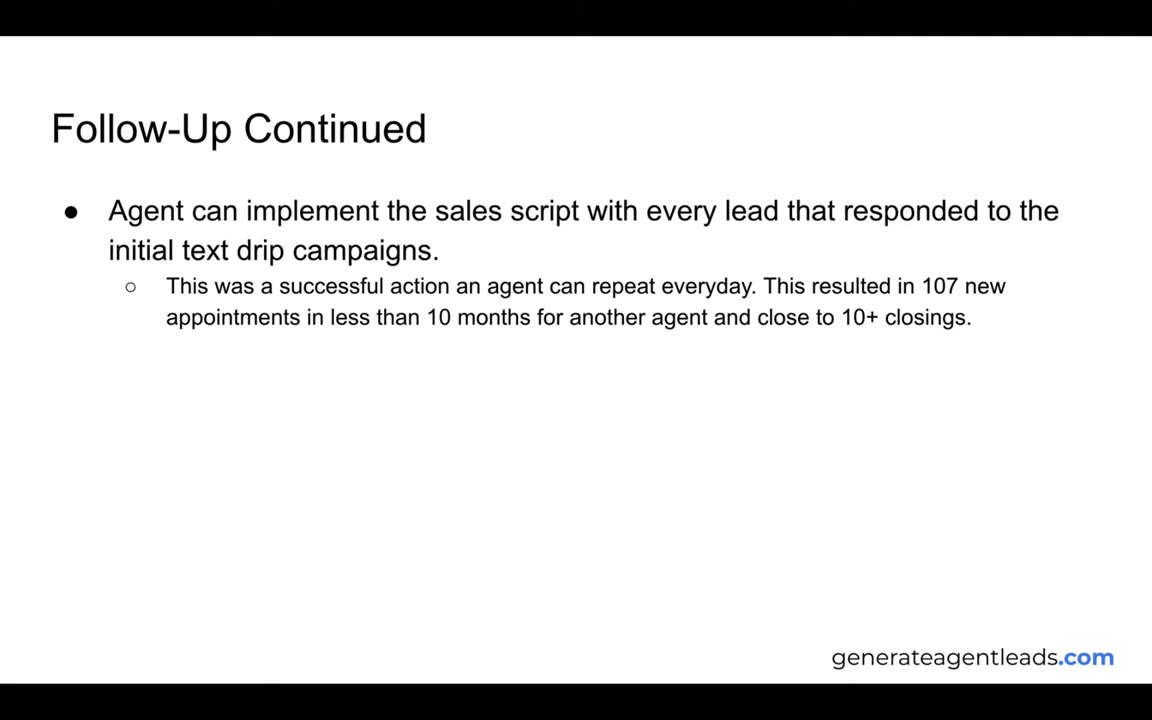 Follow-Up Continued
● Agent can implement the sales script with every lead that responded to the
initial text drip campaigns.
○ This was a successful action an agent can repeat everyday. This resulted in 107 new
appointments in less than 10 months for another agent and close to 10+ closings.
generateagentleads.com